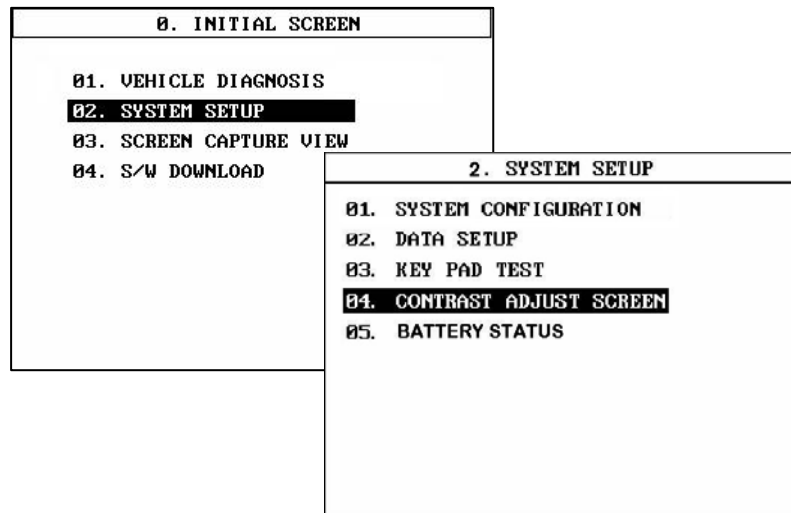 0. INITIAL SCREEN
01. VEHICLE DIAGNOSIS
02. SYSTEM SETUP
03. SCREEN CAPTURE VIEW
04. S/W DOWNLOAD
2. SYSTEM SETUP
01. SYSTEM CONFIGURATION
02. DATA SETUP
03. KEY PAD TEST
04. CONTRAST ADJUST SCREEN
05. BATTERY STATUS